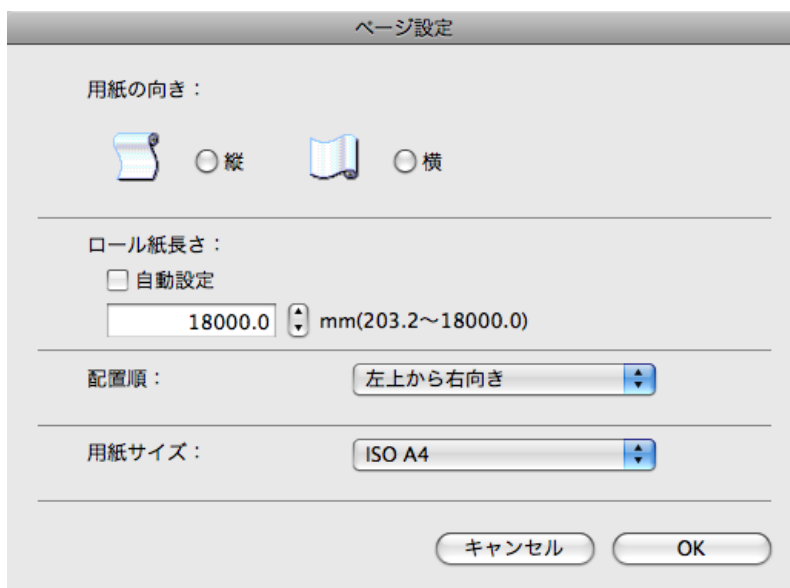 ページ設定
用紙の向き：
縦 横
ロール紙長さ：
自動設定
18000.0 mm(203.2～18000.0)
配置順： 左上から右向き
用紙サイズ： ISO A4
キャンセル OK